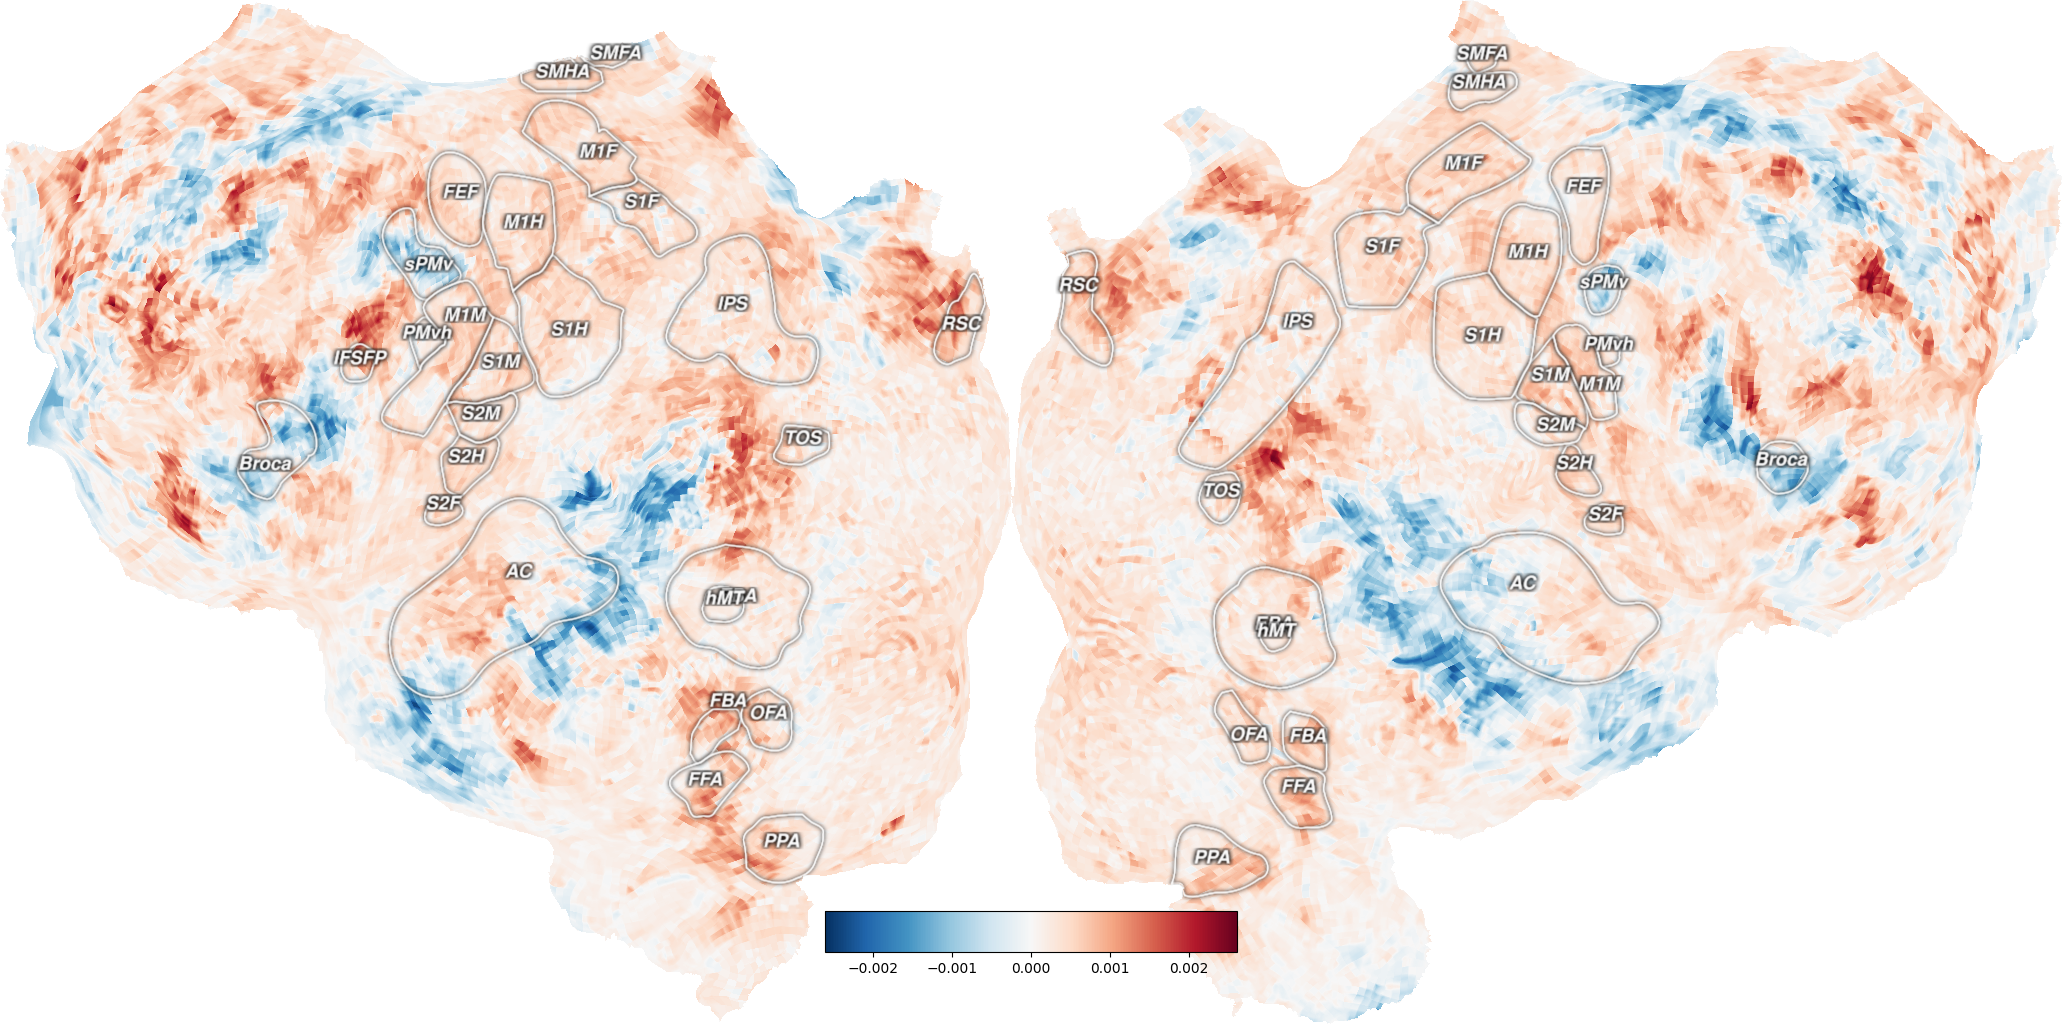 SMFA
SMHA
M1F
FEF
S1F
M1H
sPMv
IPS
M1M
PMvh
S1H
RSC
IFSFP
S1M
S2M
TOS
Broca
S2H
S2F
AC
hMT
FBA
OFA
FFA
PPA
SMFA
SMHA
M1F
FEF
S1F
M1H
RSC
sPMv
IPS
S1H
PMvh
S1M
M1M
S2M
Broca
S2H
TOS
S2F
AC
hMT
OFA
FBA
FFA
PPA
−0.002 −0.001 0.000 0.001 0.002